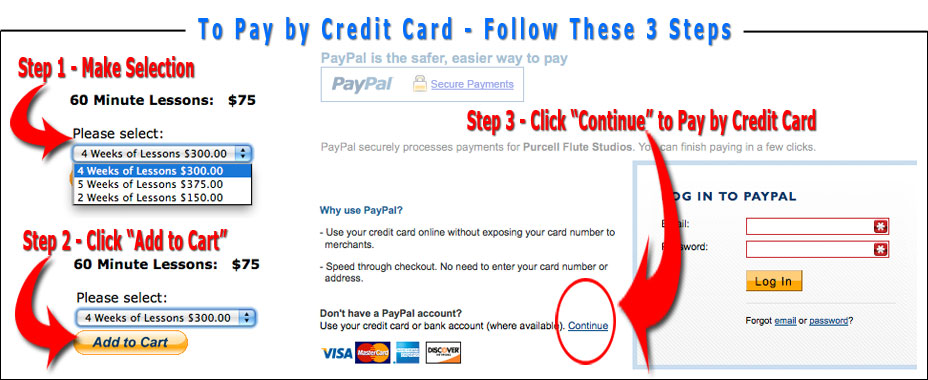 To Pay by Credit Card - Follow These 3 Steps
Step 1 - Make Selection
60 Minute Lessons: $75
Please select:
4 Weeks of Lessons $300.00
4 Weeks of Lessons $300.00
5 Weeks of Lessons $375.00
2 Weeks of Lessons $150.00
Step 2 - Click “Add to Cart”
60 Minute Lessons: $75
Please select:
4 Weeks of Lessons $300.00
Add to Cart
PayPal is the safer, easier way to pay
PayPal Secure Payments
Step 3 - Click “Continue” to Pay by Credit Card
PayPal securely processes payments for Purcell Flute Studios. You can finish paying in a few clicks.
Why use PayPal?
- Use your credit card online without exposing your card number to
merchants.
- Speed through checkout. No need to enter your card number or
address.
Don't have a PayPal account?
Use your credit card or bank account (where available). Continue
VISA MasterCard AMERICAN EXPRESS DISCOVER
LOG IN TO PAYPAL
Email:
Password:
Log In
Forgot email or password?